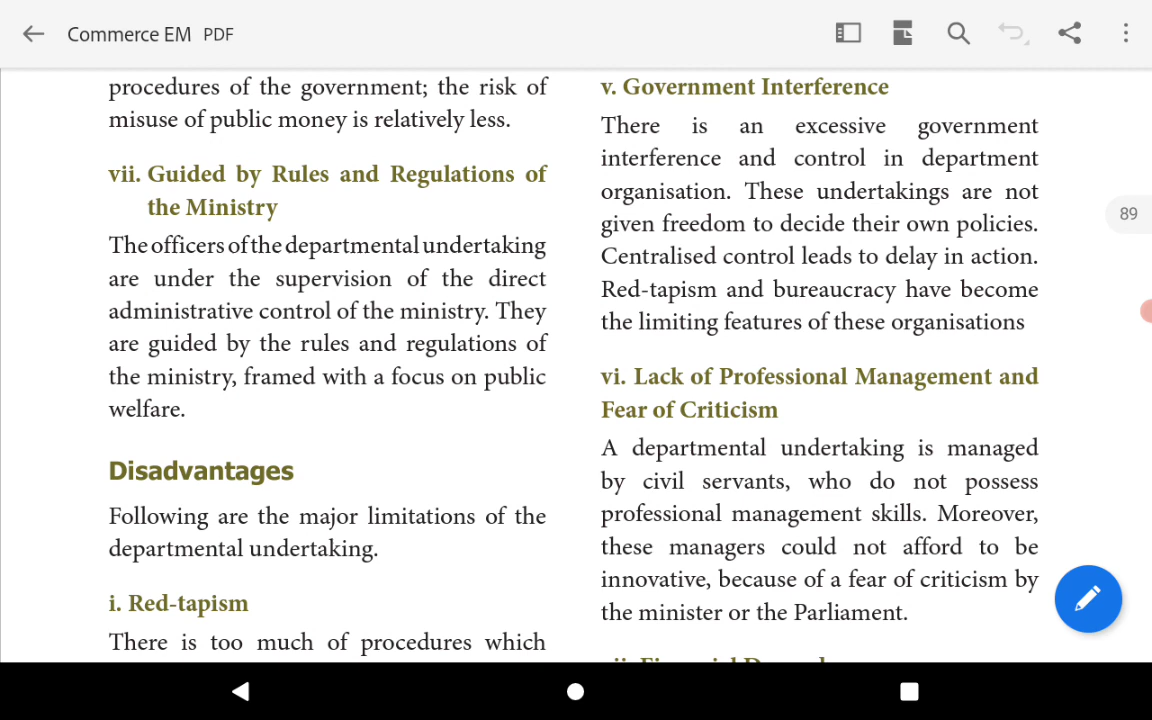 Commerce EM PDF
procedures of the government; the risk of
misuse of public money is relatively less.
vii. Guided by Rules and Regulations of
the Ministry
The officers of the departmental undertaking
are under the supervision of the direct
administrative control of the ministry. They
are guided by the rules and regulations of
the ministry, framed with a focus on public
welfare.
Disadvantages
Following are the major limitations of the
departmental undertaking.
i. Red-tapism
There is too much of procedures which
v. Government Interference
There is an excessive government
interference and control in department
organisation. These undertakings are not
given freedom to decide their own policies.
Centralised control leads to delay in action.
Red-tapism and bureaucracy have become
the limiting features of these organisations
vi. Lack of Professional Management and
Fear of Criticism
A departmental undertaking is managed
by civil servants, who do not possess
professional management skills. Moreover,
these managers could not afford to be
innovative, because of a fear of criticism by
the minister or the Parliament.
89